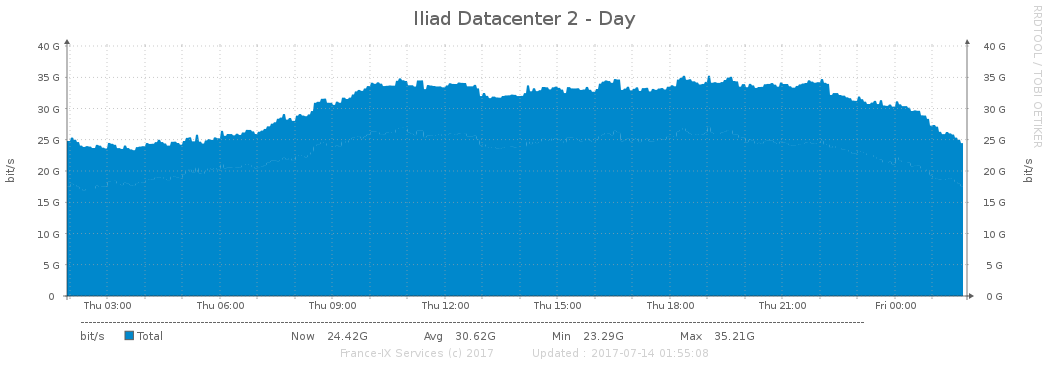 Iliad Datacenter 2 - Day
RRDTOOL / TOBI OETIKER
40 G 40 G
35 G 35 G
30 G 30 G
25 G 25 G
20 G 20 G
15 G 15 G
10 G 10 G
5 G 5 G
0 0 G
bit/s bit/s
Thu 03:00 Thu 06:00 Thu 09:00 Thu 12:00 Thu 15:00 Thu 18:00 Thu 21:00 Fri 00:00
bit/s Total Now 24.42G Avg 30.62G Min 23.29G Max 35.21G
France-IX Services (c) 2017 Updated : 2017-07-14 01:55:08